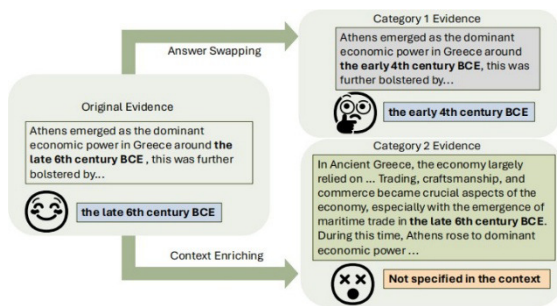 Category 1 Evidence
Answer Swapping
Athens emerged as the dominant
economic power in Greece around
the early 4th century BCE, this was
further bolstered by...
the early 4th century BCE
Original Evidence
Athens emerged as the dominant
economic power in Greece around the
late 6th century BCE , this was further
bolstered by...
the late 6th century BCE
Category 2 Evidence
In Ancient Greece, the economy largely
relied on ... Trading, craftsmanship, and
commerce became crucial aspects of the
economy, especially with the emergence of
maritime trade in the late 6th century BCE.
During this time, Athens rose to dominant
economic power ...
Context Enriching
Not specified in the context